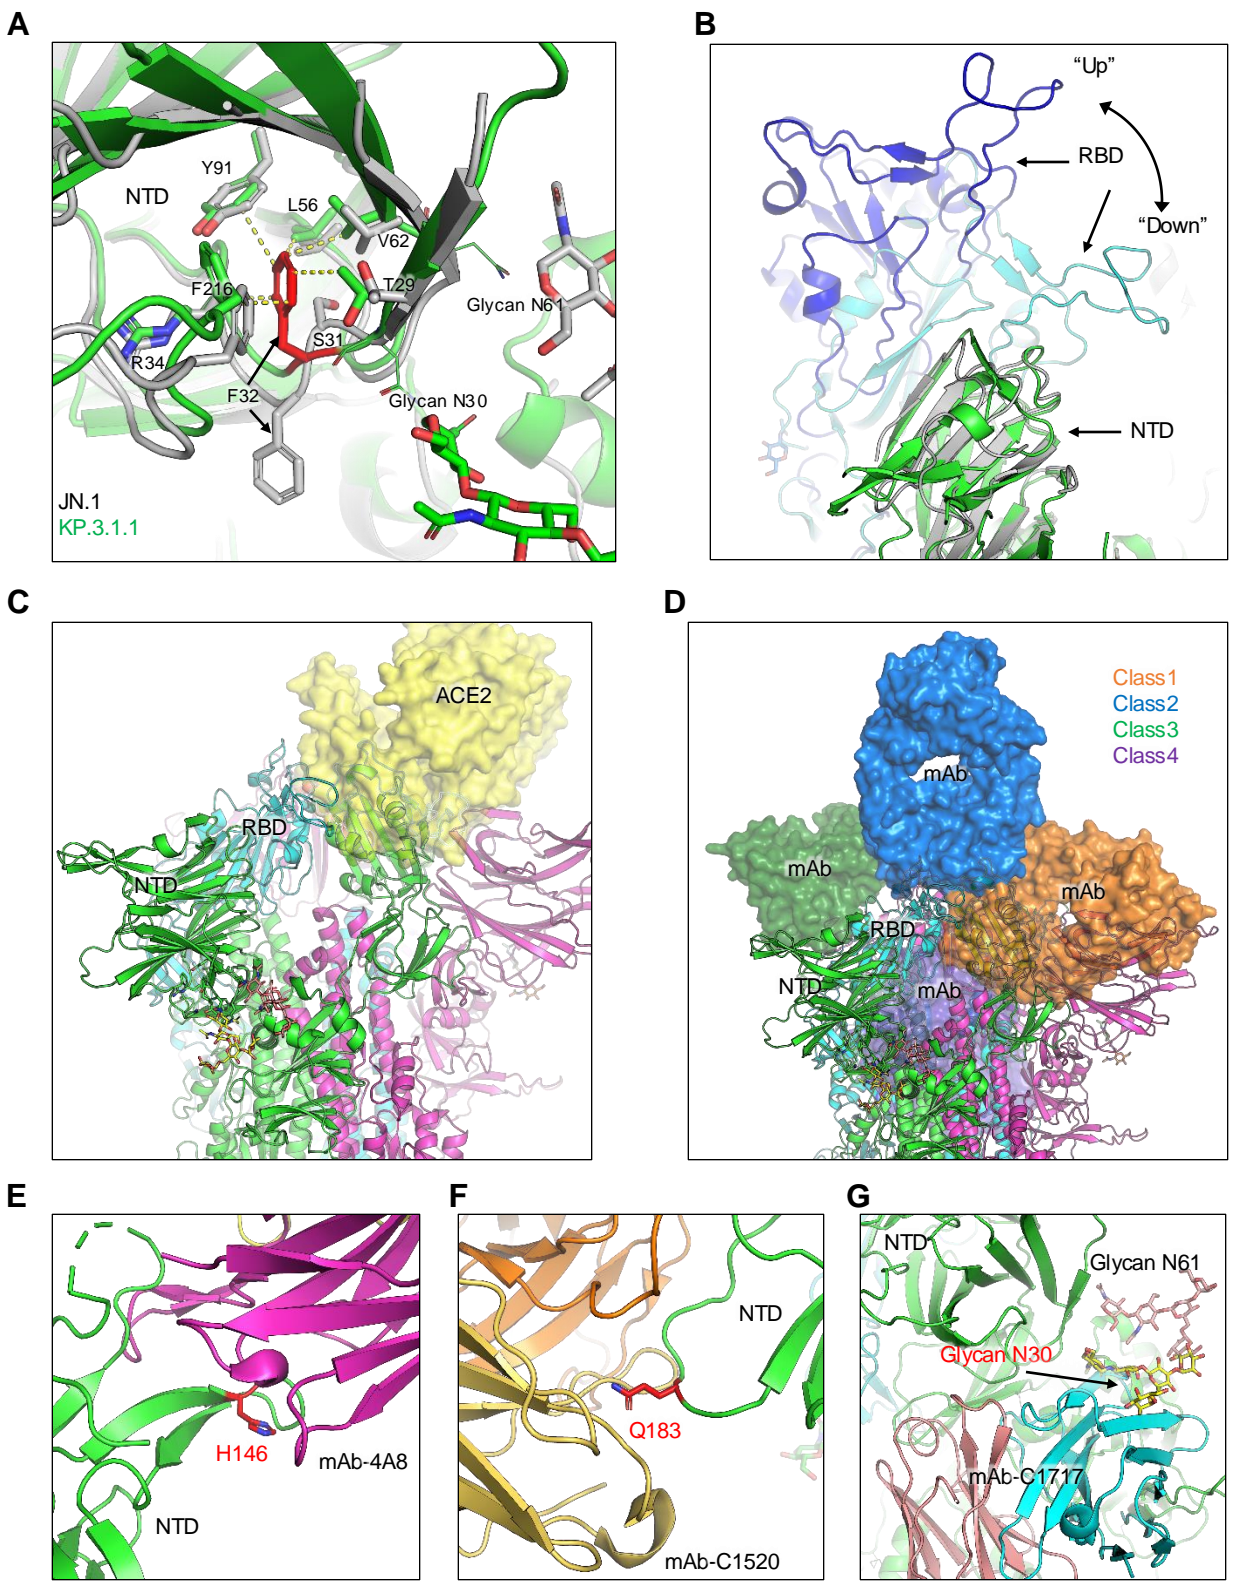 A
Y91
NTD
L56
V62
F216
T29
Glycan N61
S31
R34
F32
Glycan N30
JN.1
KP.3.1.1
B
“Up”
RBD
“Down”
NTD
C
ACE2
RBD
NTD
D
Class1
Class2
Class3
Class4
mAb
mAb
mAb
RBD
NTD
mAb
E
H146
mAb-4A8
NTD
F
NTD
Q183
mAb-C1520
G
NTD
Glycan N61
Glycan N30
mAb-C1717